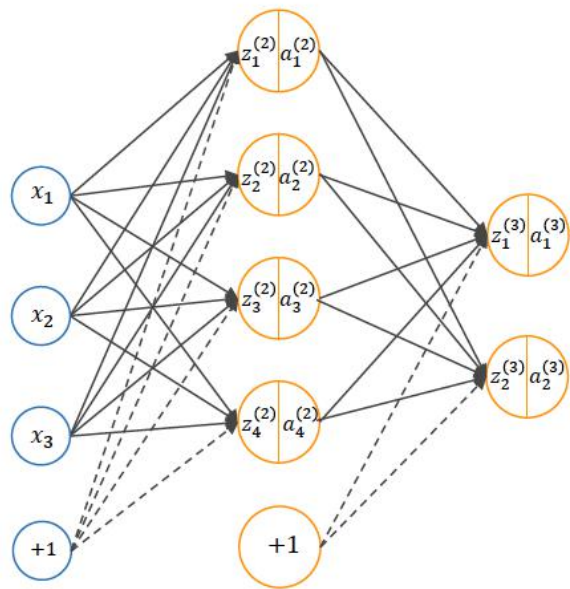 z₁⁽²⁾ a₁⁽²⁾
z₂⁽²⁾ a₂⁽²⁾
z₃⁽²⁾ a₃⁽²⁾
z₄⁽²⁾ a₄⁽²⁾
x₁
x₂
x₃
+1
+1
z₁⁽³⁾ a₁⁽³⁾
z₂⁽³⁾ a₂⁽³⁾